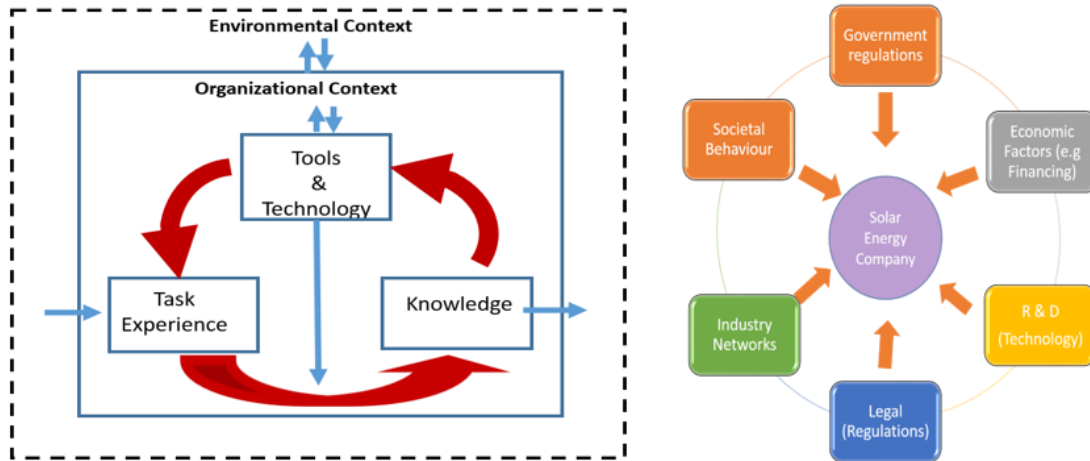 Environmental Context
Organizational Context
Tools
&
Technology
Task
Experience
Knowledge
Government
regulations
Societal
Behaviour
Economic
Factors (e.g
Financing)
Solar
Energy
Company
Industry
Networks
R & D
(Technology)
Legal
(Regulations)